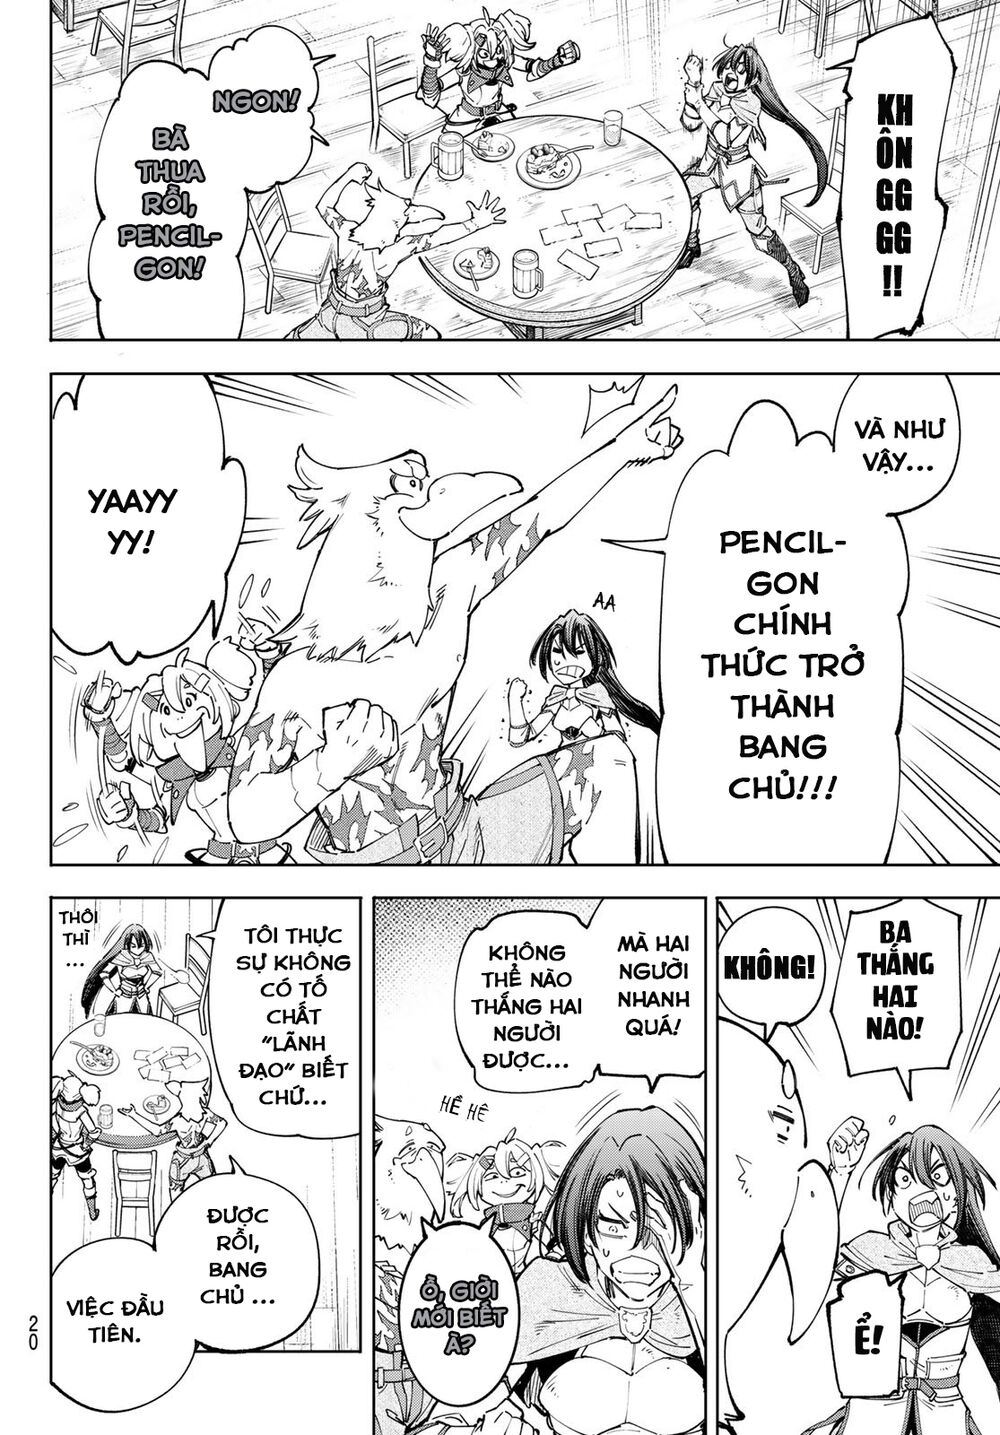 KH
ÔN
GG
GG
!!
NGON!
BÀ
THUA
RỒI,
PENCIL-
GON!
VÀ NHƯ
VẬY...
PENCIL-
GON
CHÍNH
THỨC TRỞ
THÀNH
BANG
CHỦ!!!
AA
YAAYY
YY!
BA
THẮNG
HAI
NÀO!
KHÔNG!
Ể!
MÀ HAI
NGƯỜI
NHANH
QUÁ!
KHÔNG
THỂ NÀO
THẮNG HAI
NGƯỜI
ĐƯỢC...
HỀ HÊ
Ồ, GIỜI
MỚI BIẾT
À?
TÔI THỰC
SỰ KHÔNG
CÓ TỐ
CHẤT
"LÃNH
ĐẠO" BIẾT
CHỨ...
THÔI
THÌ
...
ĐƯỢC
RỒI,
BANG
CHỦ ...
VIỆC ĐẦU
TIÊN.
20